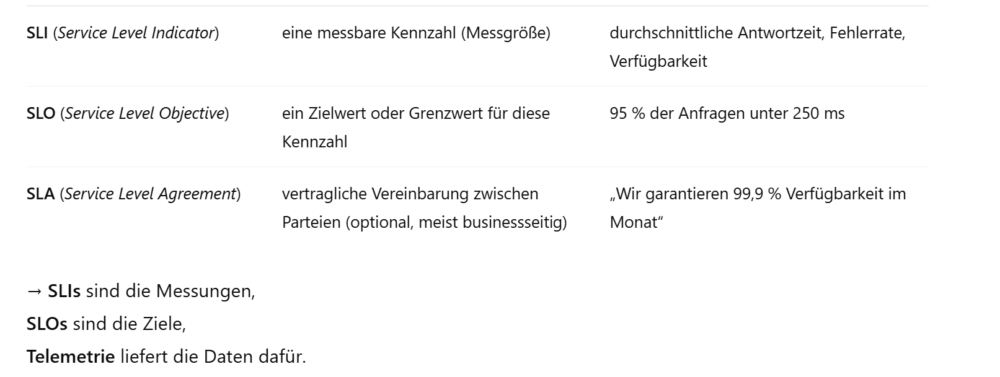 SLI (Service Level Indicator) eine messbare Kennzahl (Messgröße) durchschnittliche Antwortzeit, Fehlerrate,
Verfügbarkeit
SLO (Service Level Objective) ein Zielwert oder Grenzwert für diese 95 % der Anfragen unter 250 ms
Kennzahl
SLA (Service Level Agreement) vertragliche Vereinbarung zwischen „Wir garantieren 99,9 % Verfügbarkeit im
Parteien (optional, meist businessseitig) Monat“
→ SLIs sind die Messungen,
SLOs sind die Ziele,
Telemetrie liefert die Daten dafür.